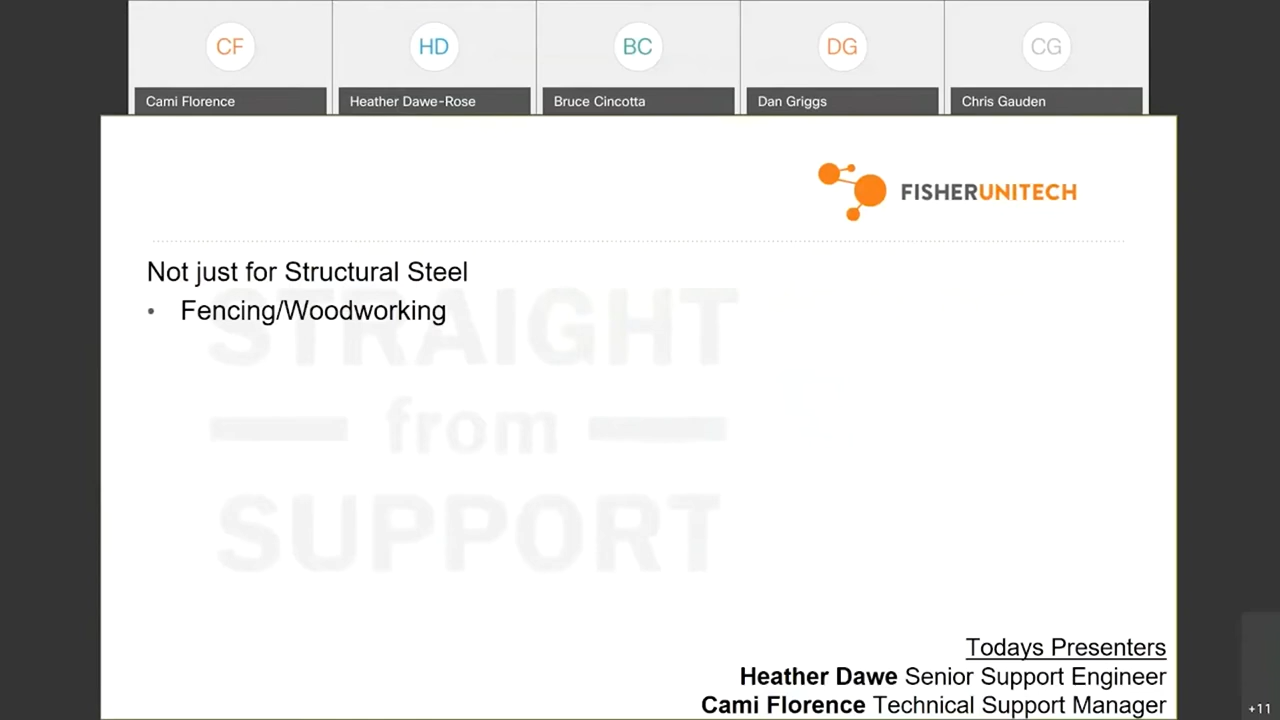 CF HD BC DG CG
Cami Florence Heather Dawe-Rose Bruce Cincotta Dan Griggs Chris Gauden
FISHERUNITECH
Not just for Structural Steel
• Fencing/Woodworking
STRAIGHT
from
SUPPORT
Todays Presenters
Heather Dawe Senior Support Engineer
Cami Florence Technical Support Manager
+11